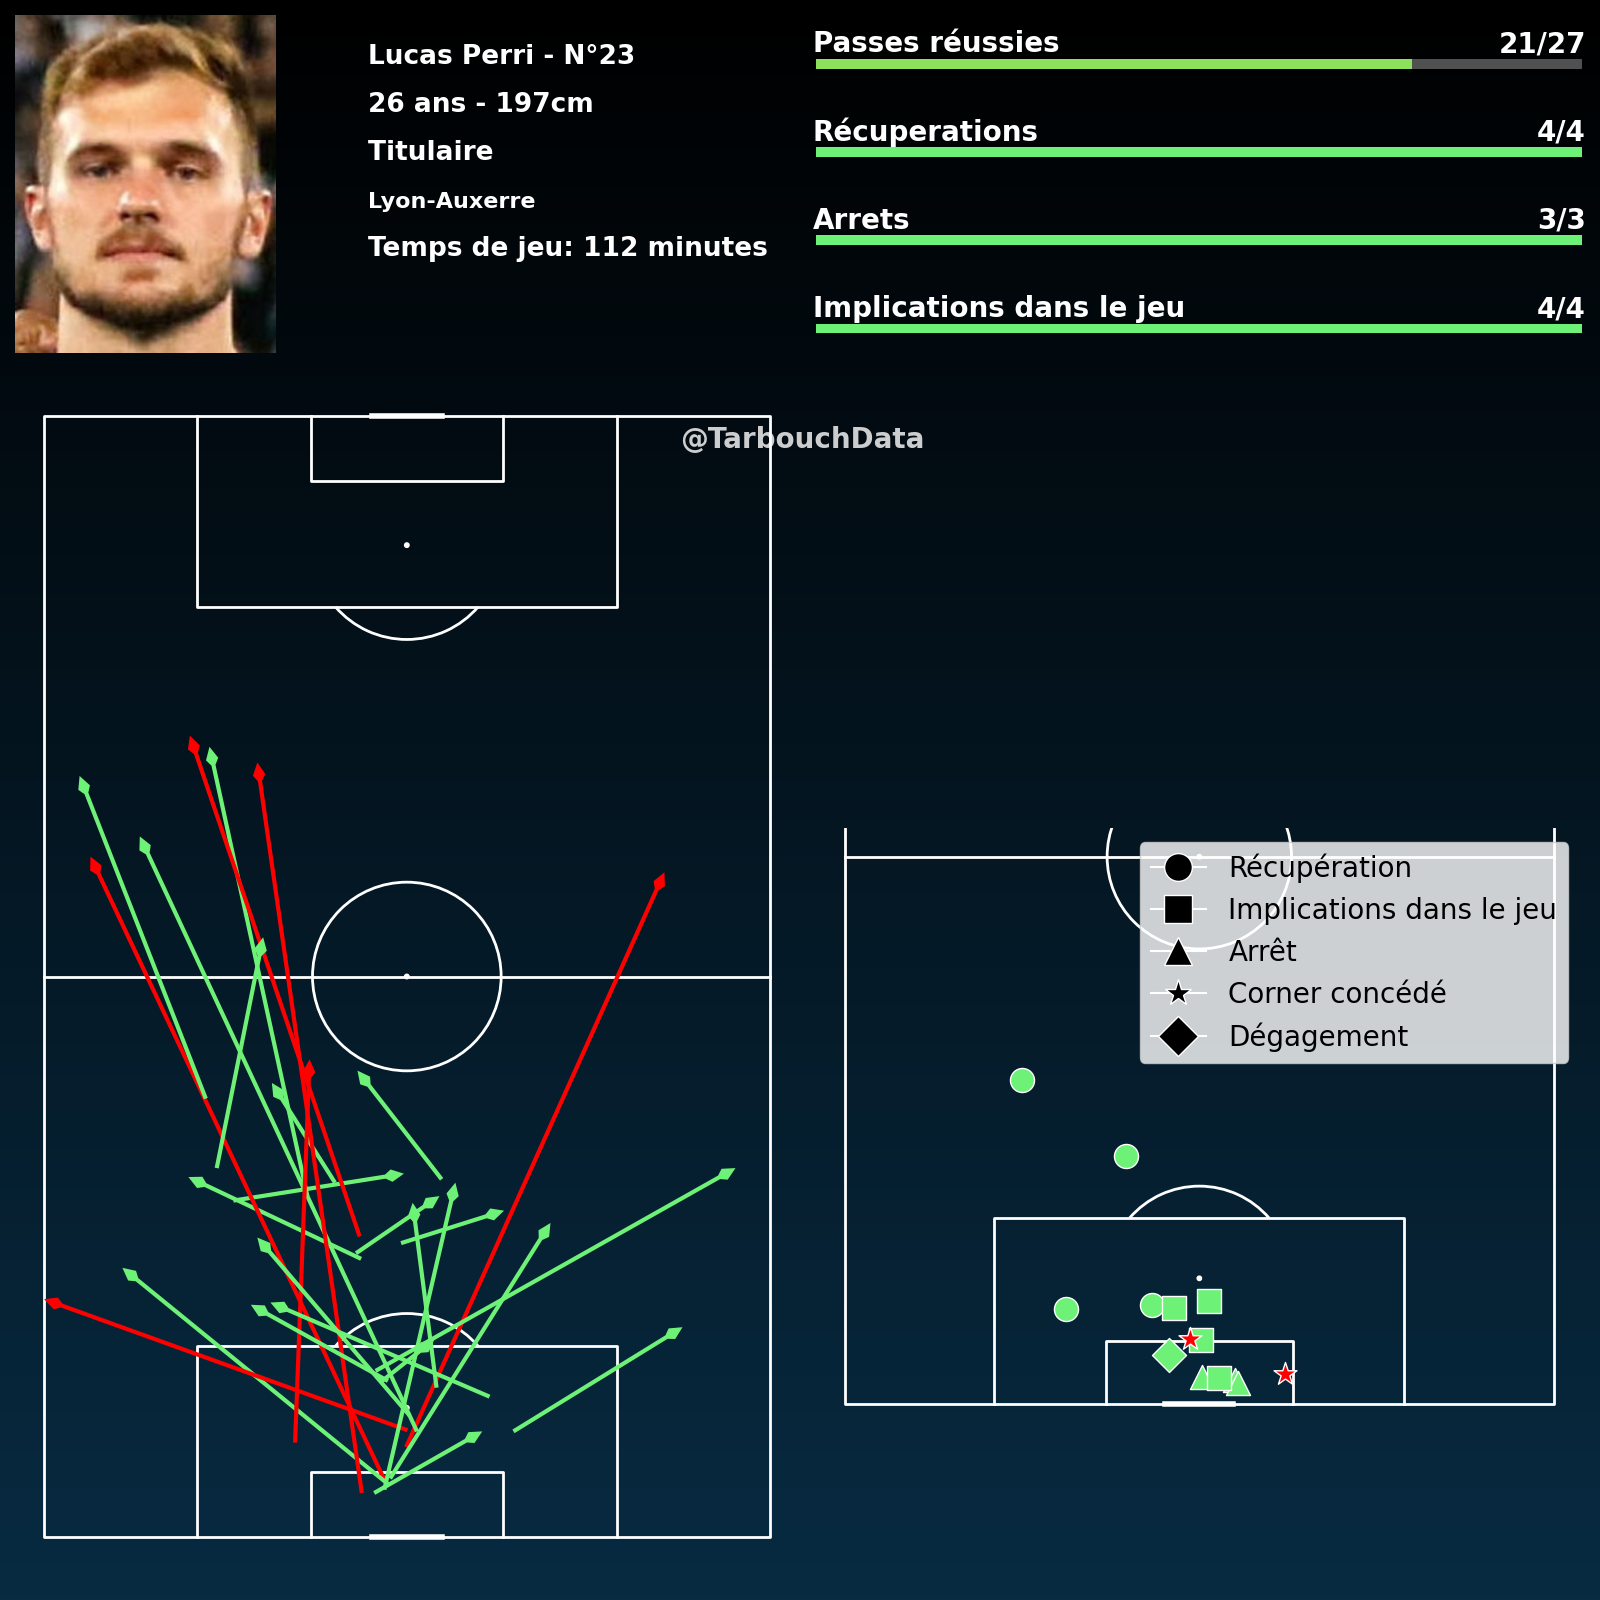 Lucas Perri - N°23
26 ans - 197cm
Titulaire
Lyon-Auxerre
Temps de jeu: 112 minutes
Passes réussies 21/27
Récuperations 4/4
Arrets 3/3
Implications dans le jeu 4/4
@TarbouchData
Récupération
Implications dans le jeu
Arrêt
Corner concédé
Dégagement